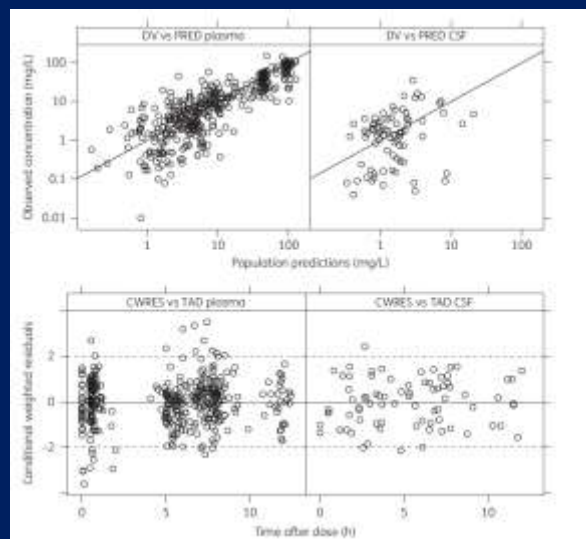 DV vs PRED plasma
DV vs PRED CSF
Observed concentration (mg/L)
100
10
1
0.1
0.01
1
10
100
1
10
100
Population predictions (mg/L)
CWRES vs TAD plasma
CWRES vs TAD CSF
Conditional weighted residuals
2
0
-2
0
5
10
0
5
10
Time after dose (h)